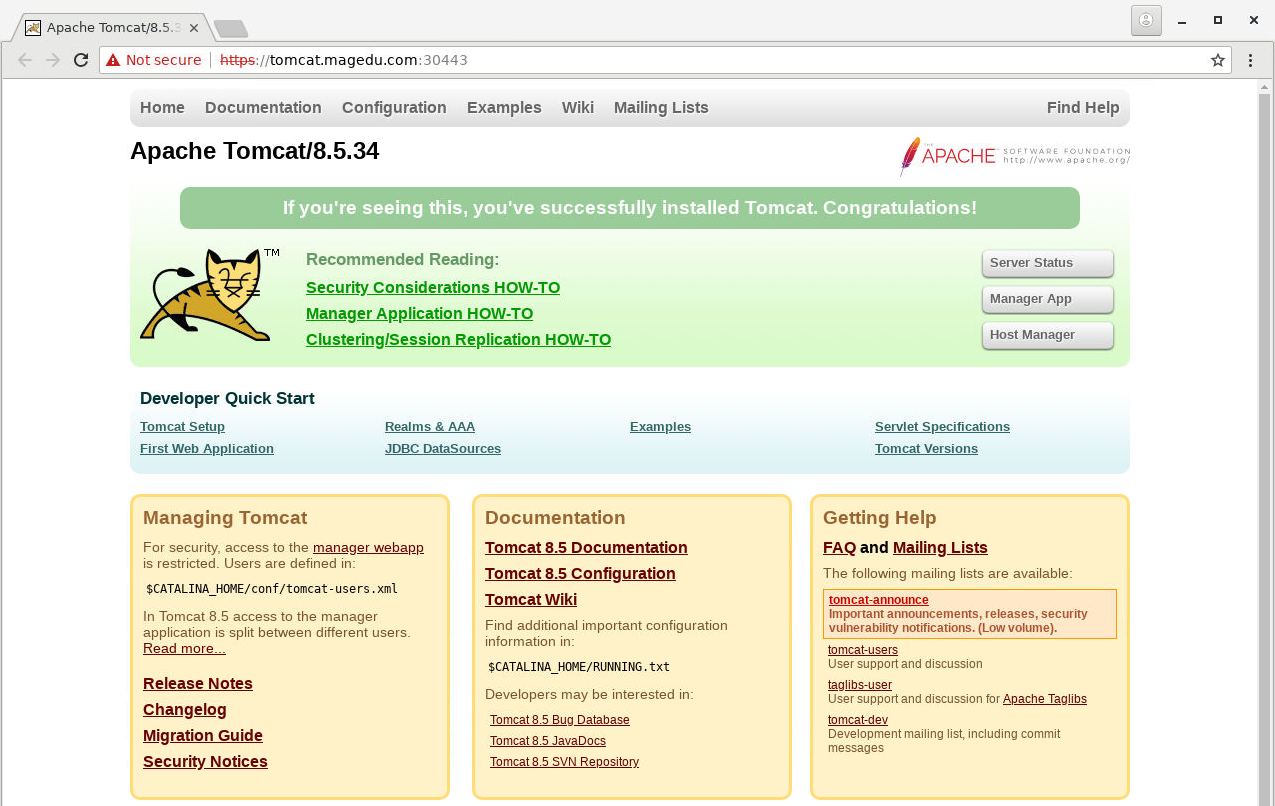 Apache Tomcat/8.5.3
Not secure
https://tomcat.magedu.com:30443
Home Documentation Configuration Examples Wiki Mailing Lists Find Help
Apache Tomcat/8.5.34
THE APACHE SOFTWARE FOUNDATION
http://www.apache.org/
If you're seeing this, you've successfully installed Tomcat. Congratulations!
TM
Recommended Reading:
Security Considerations HOW-TO
Manager Application HOW-TO
Clustering/Session Replication HOW-TO
Server Status
Manager App
Host Manager
Developer Quick Start
Tomcat Setup
First Web Application
Realms & AAA
JDBC DataSources
Examples
Servlet Specifications
Tomcat Versions
Managing Tomcat
For security, access to the manager webapp
is restricted. Users are defined in:
$CATALINA_HOME/conf/tomcat-users.xml
In Tomcat 8.5 access to the manager
application is split between different users.
Read more...
Release Notes
Changelog
Migration Guide
Security Notices
Documentation
Tomcat 8.5 Documentation
Tomcat 8.5 Configuration
Tomcat Wiki
Find additional important configuration
information in:
$CATALINA_HOME/RUNNING.txt
Developers may be interested in:
Tomcat 8.5 Bug Database
Tomcat 8.5 JavaDocs
Tomcat 8.5 SVN Repository
Getting Help
FAQ and Mailing Lists
The following mailing lists are available:
tomcat-announce
Important announcements, releases, security
vulnerability notifications. (Low volume).
tomcat-users
User support and discussion
taglibs-user
User support and discussion for Apache Taglibs
tomcat-dev
Development mailing list, including commit
messages